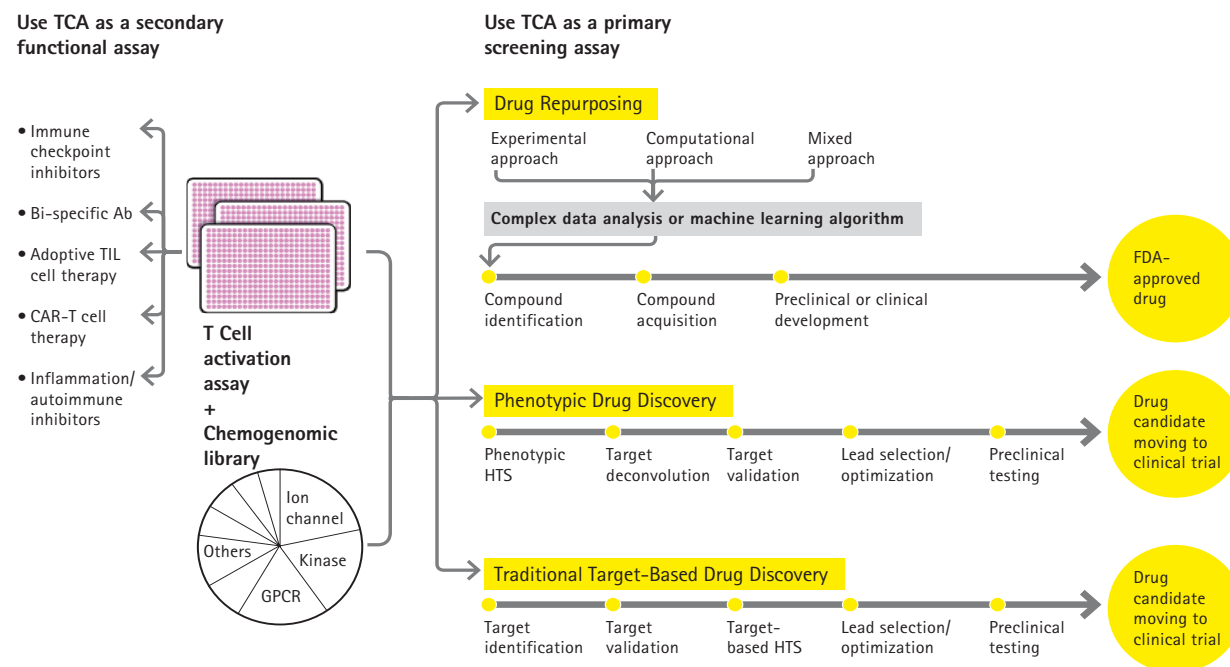 Use TCA as a secondary
functional assay
• Immune
checkpoint
inhibitors
• Bi-specific Ab
• Adoptive TIL
cell therapy
• CAR-T cell
therapy
• Inflammation/
autoimmune
inhibitors
T Cell
activation
assay
+
Chemogenomic
library
Ion
channel
Kinase
GPCR
Others
Use TCA as a primary
screening assay
Drug Repurposing
Experimental
approach
Computational
approach
Mixed
approach
Complex data analysis or machine learning algorithm
Compound
identification
Compound
acquisition
Preclinical or clinical
development
FDA-
approved
drug
Phenotypic Drug Discovery
Phenotypic
HTS
Target
deconvolution
Target
validation
Lead selection/
optimization
Preclinical
testing
Drug
candidate
moving to
clinical trial
Traditional Target-Based Drug Discovery
Target
identification
Target
validation
Target-
based HTS
Lead selection/
optimization
Preclinical
testing
Drug
candidate
moving to
clinical trial